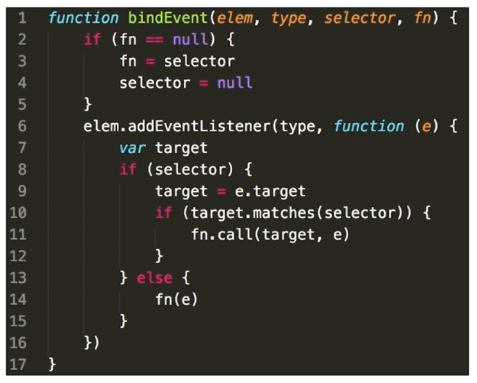 1 function bindEvent(elem, type, selector, fn) {
2     if (fn == null) {
3         fn = selector
4         selector = null
5     }
6     elem.addEventListener(type, function (e) {
7         var target
8         if (selector) {
9             target = e.target
10             if (target.matches(selector)) {
11                 fn.call(target, e)
12             }
13         } else {
14             fn(e)
15         }
16     })
17 }